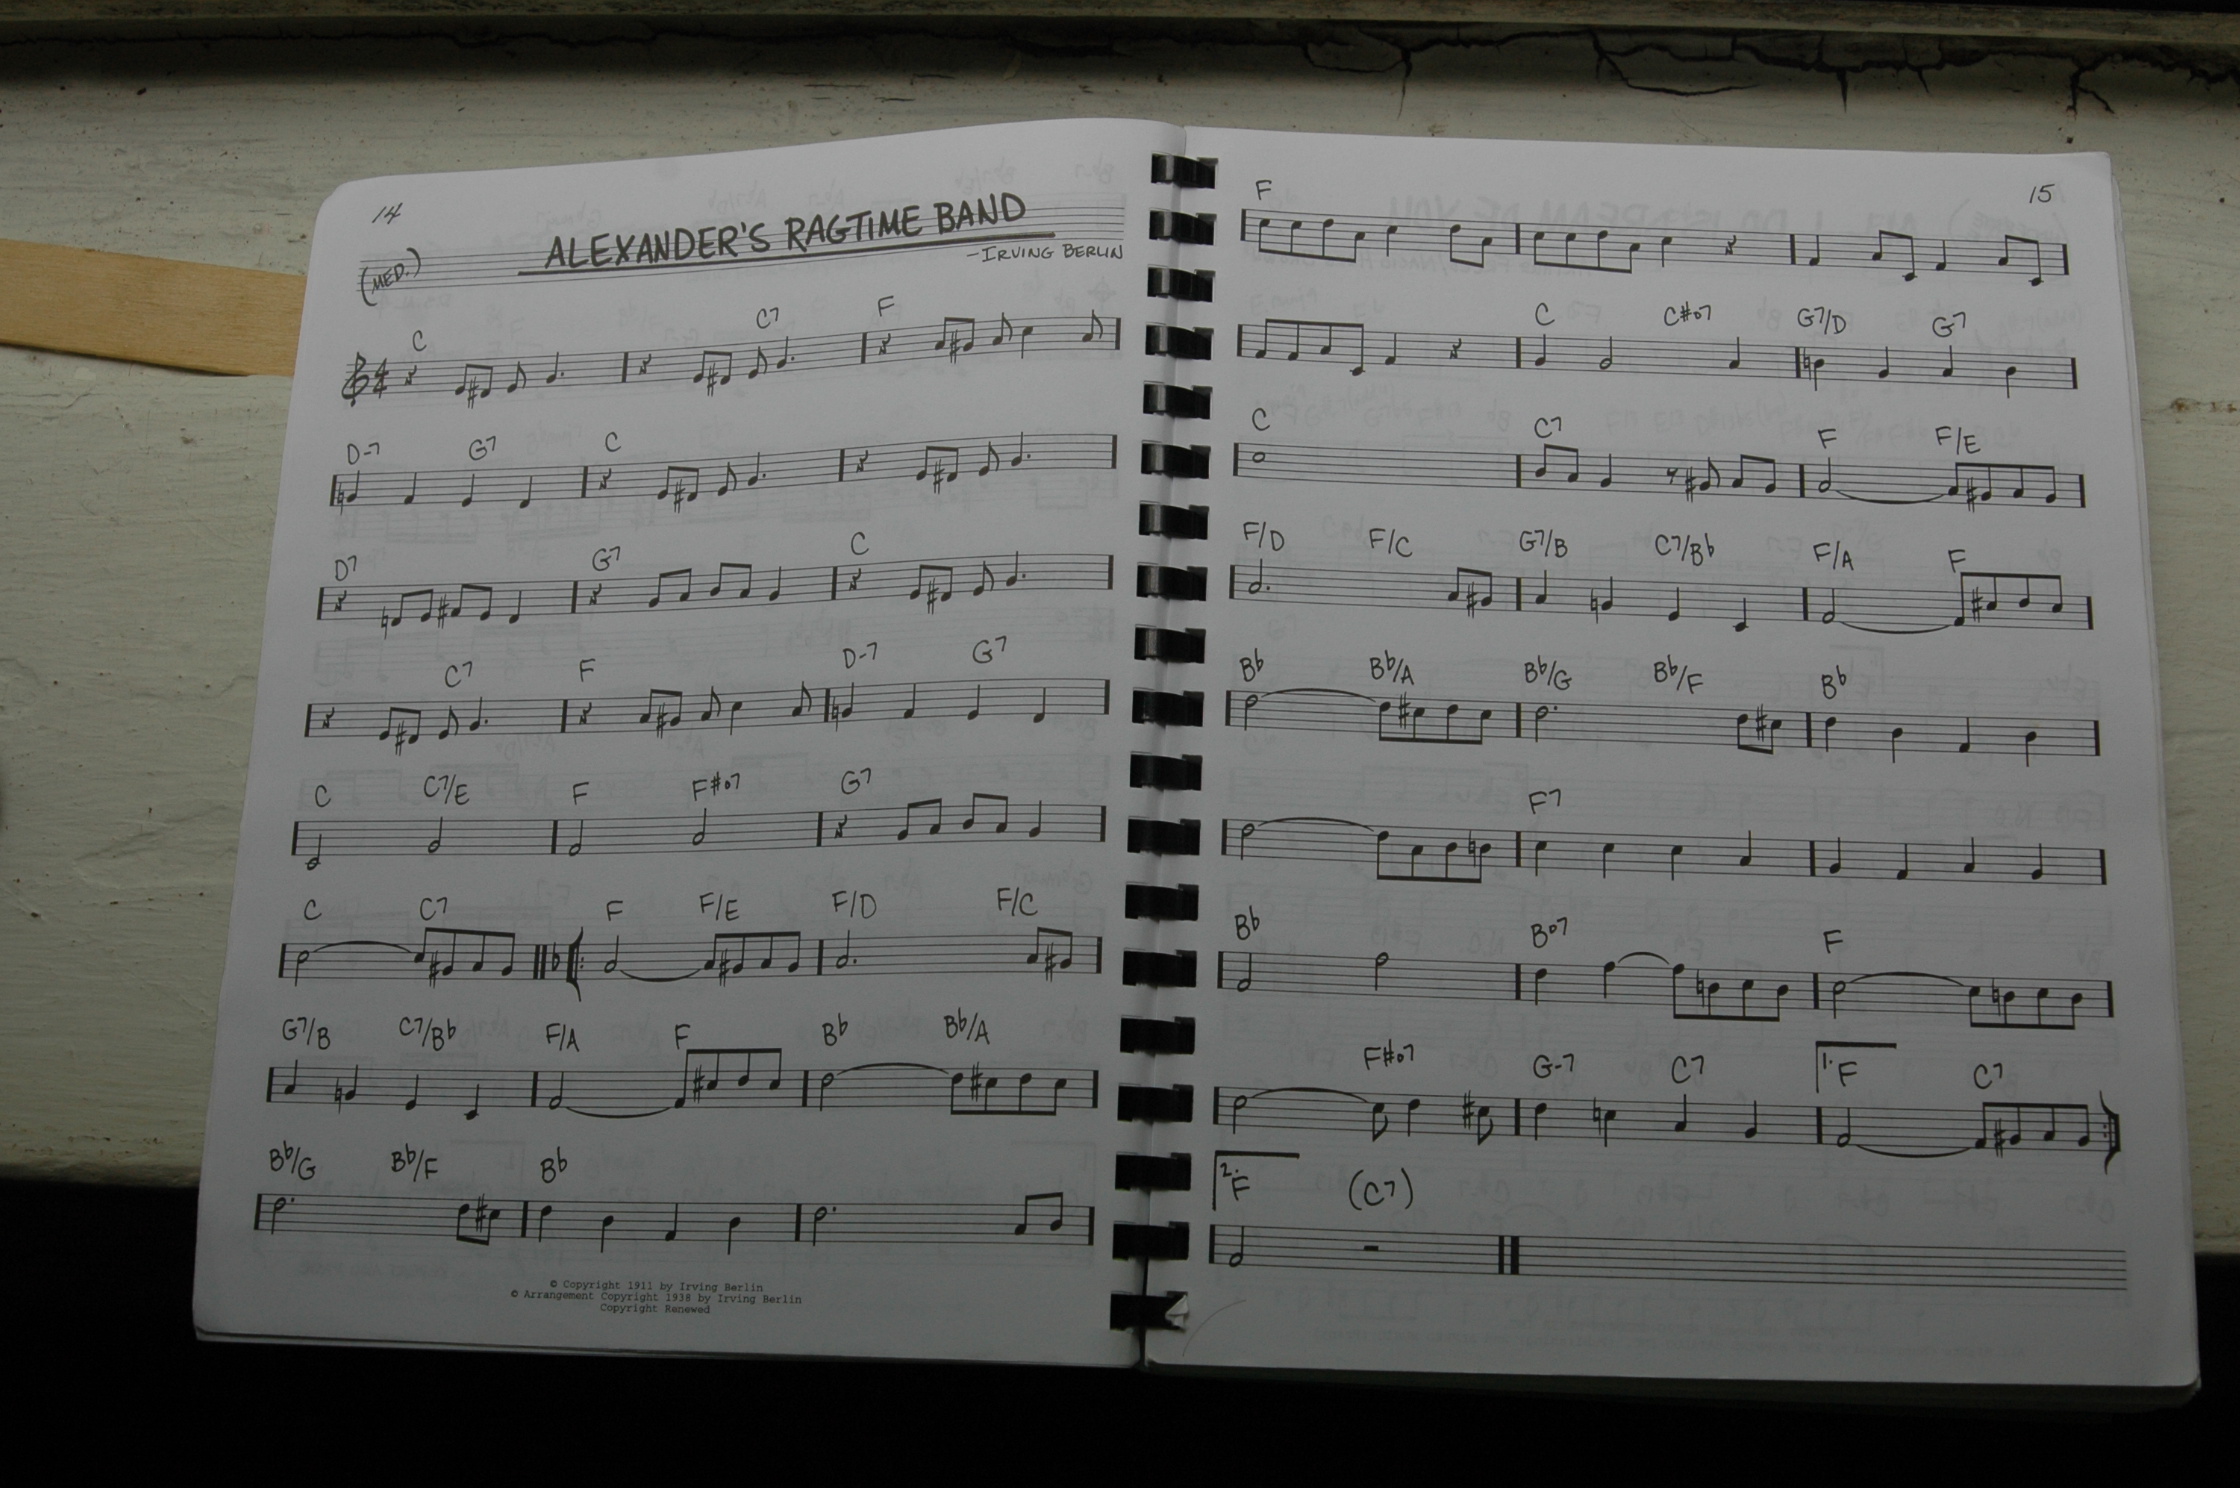 14
ALEXANDER'S RAGTIME BAND
(MED.)
-IRVING BERLIN
C C7 F
4
4
D-7 G7 C
D7 G7 C
C7 F D-7 G7
C C7/E F F#o7 G7
C C7 F F/E F/D F/C
G7/B C7/Bb F/A F Bb Bb/A
Bb/G Bb/F Bb
© Copyright 1911 by Irving Berlin
© Arrangement Copyright 1938 by Irving Berlin
Copyright Renewed
15
F
C C#o7 G7/D G7
C C7 F F/E
F/D F/C G7/B C7/Bb F/A F
Bb Bb/A Bb/G Bb/F Bb
F7
Bb Bo7 F
F#o7 G-7 C7 1. F C7
2. F (C7)